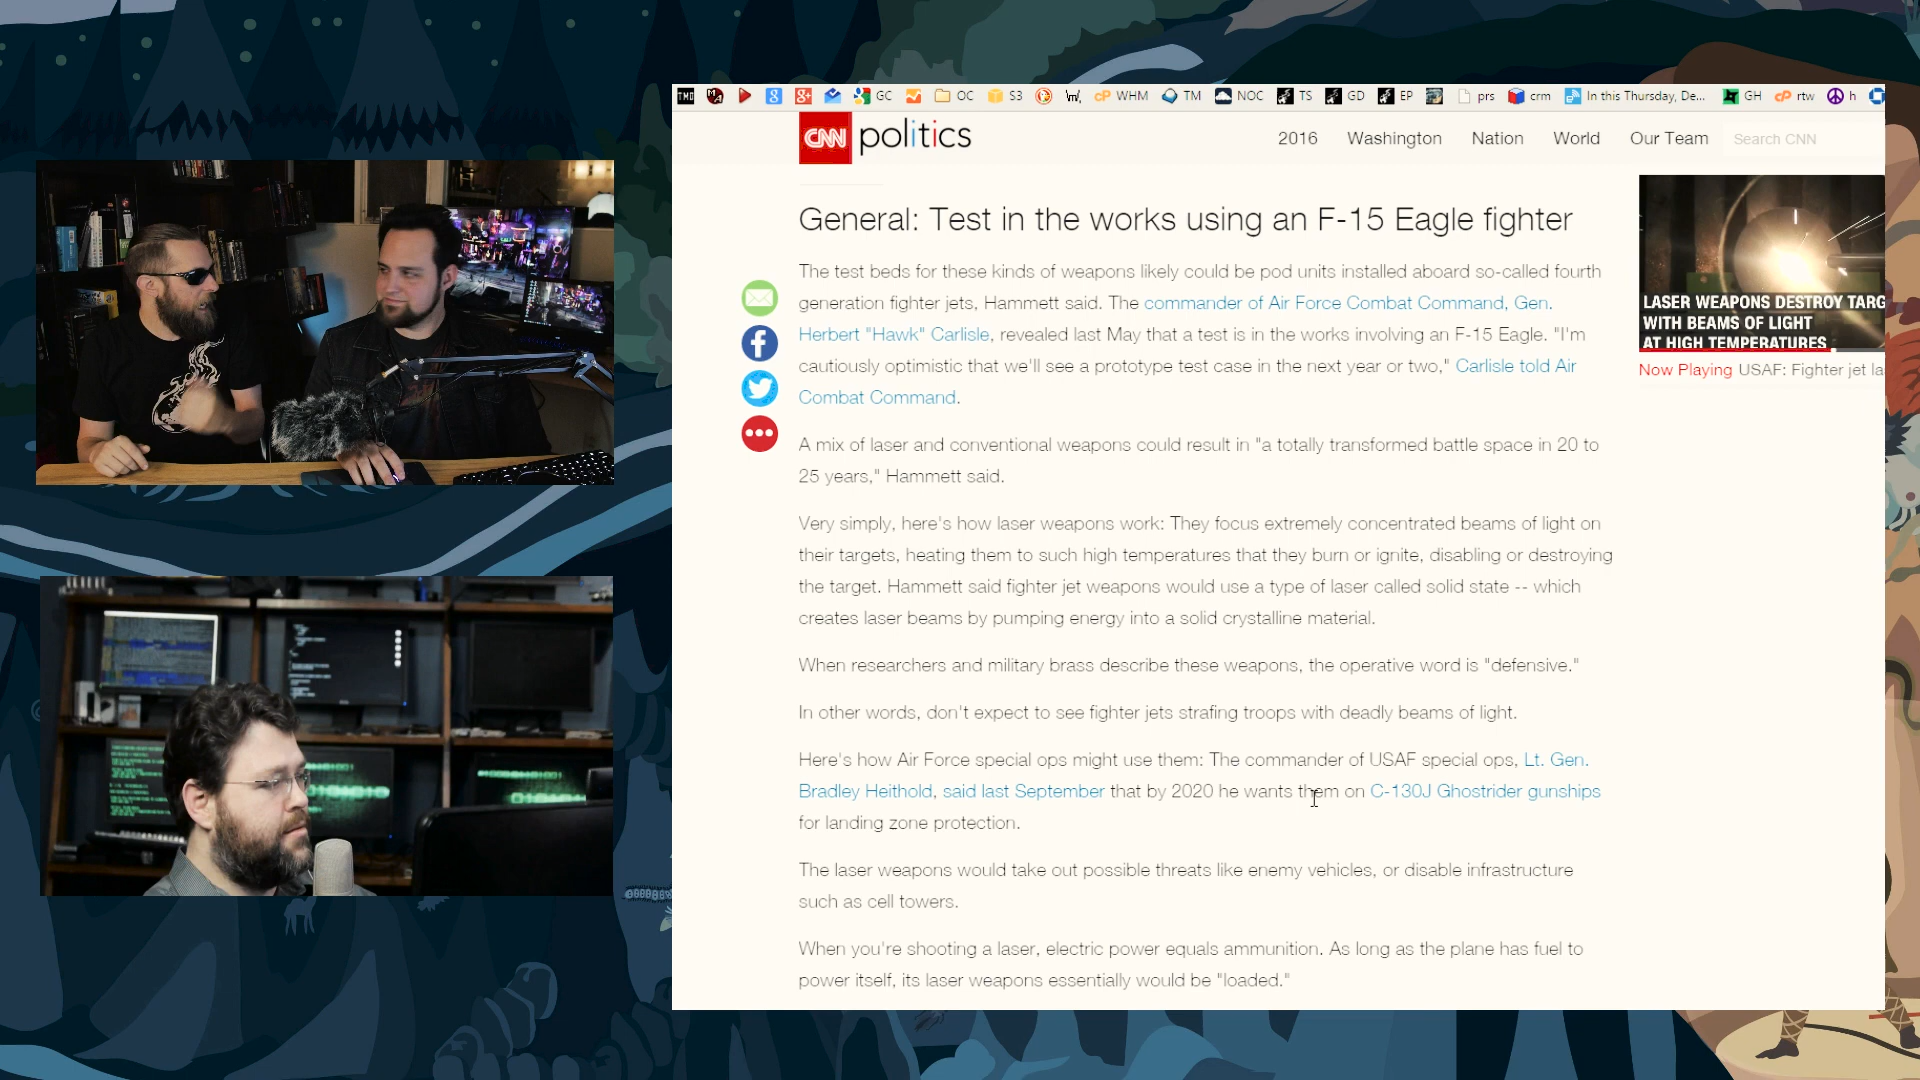 TMD
GC
OC
S3
\m/
cP WHM
TM
NOC
TS
GD
EP
prs
crm
In this Thursday, De...
GH
cP rtw
h
CNN politics
2016
Washington
Nation
World
Our Team
Search CNN
General: Test in the works using an F-15 Eagle fighter
The test beds for these kinds of weapons likely could be pod units installed aboard so-called fourth
generation fighter jets, Hammett said. The commander of Air Force Combat Command, Gen.
Herbert "Hawk" Carlisle, revealed last May that a test is in the works involving an F-15 Eagle. "I'm
cautiously optimistic that we'll see a prototype test case in the next year or two," Carlisle told Air
Combat Command.
A mix of laser and conventional weapons could result in "a totally transformed battle space in 20 to
25 years," Hammett said.
Very simply, here's how laser weapons work: They focus extremely concentrated beams of light on
their targets, heating them to such high temperatures that they burn or ignite, disabling or destroying
the target. Hammett said fighter jet weapons would use a type of laser called solid state -- which
creates laser beams by pumping energy into a solid crystalline material.
When researchers and military brass describe these weapons, the operative word is "defensive."
In other words, don't expect to see fighter jets strafing troops with deadly beams of light.
Here's how Air Force special ops might use them: The commander of USAF special ops, Lt. Gen.
Bradley Heithold, said last September that by 2020 he wants them on C-130J Ghostrider gunships
for landing zone protection.
The laser weapons would take out possible threats like enemy vehicles, or disable infrastructure
such as cell towers.
When you're shooting a laser, electric power equals ammunition. As long as the plane has fuel to
power itself, its laser weapons essentially would be "loaded."
LASER WEAPONS DESTROY TARG
WITH BEAMS OF LIGHT
AT HIGH TEMPERATURES
Now Playing USAF: Fighter jet la